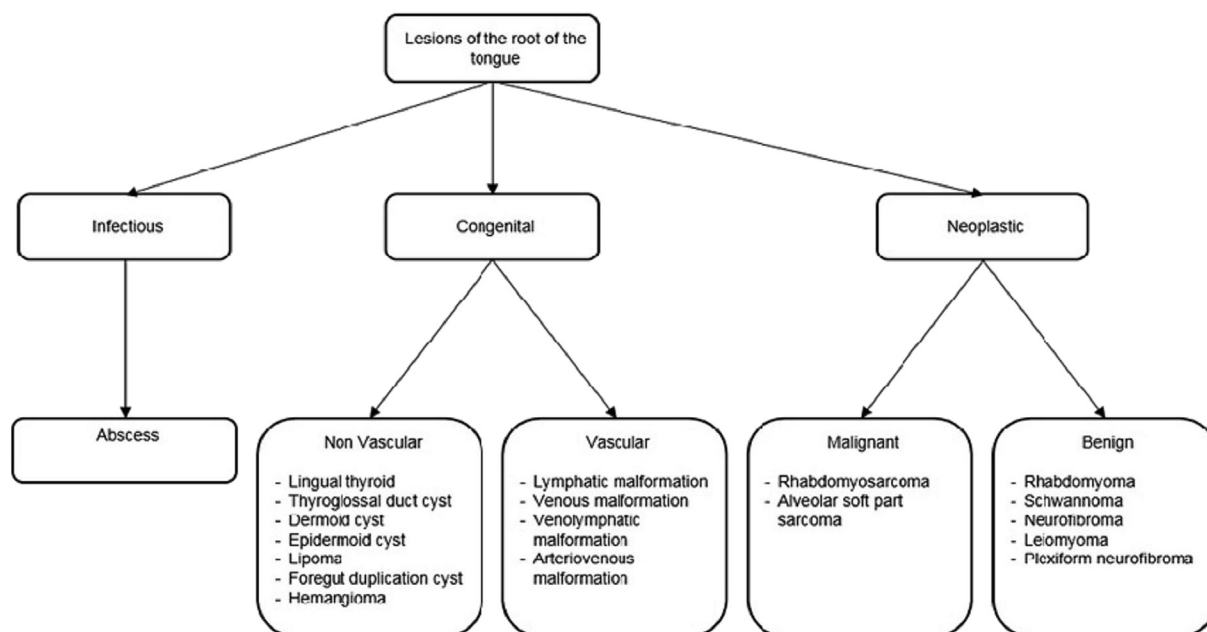 Lesions of the root of the
tongue
Infectious
Congenital
Neoplastic
Abscess
Non Vascular
- Lingual thyroid
- Thyroglossal duct cyst
- Dermoid cyst
- Epidermoid cyst
- Lipoma
- Foregut duplication cyst
- Hemangioma
Vascular
- Lymphatic malformation
- Venous malformation
- Venolymphatic
malformation
- Arteriovenous
malformation
Malignant
- Rhabdomyosarcoma
- Alveolar soft part
sarcoma
Benign
- Rhabdomyoma
- Schwannoma
- Neurofibroma
- Leiomyoma
- Plexiform neurofibroma